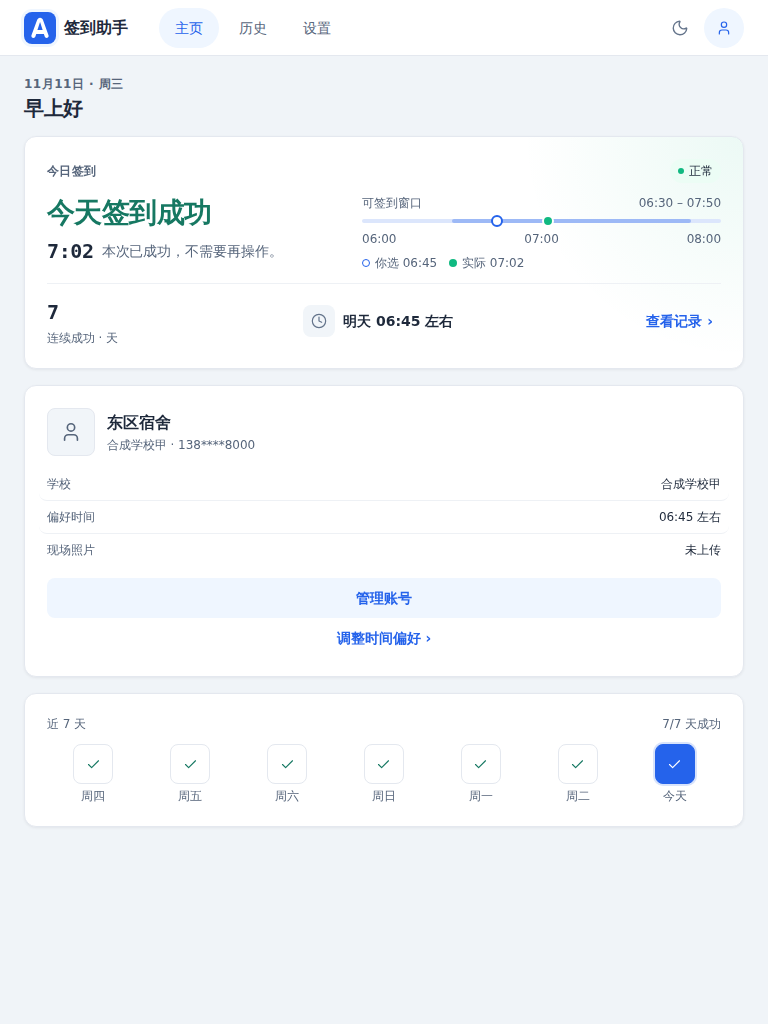 签到助手
主页 历史 设置
11月11日 · 周三
早上好
今日签到
正常
今天签到成功
7:02 本次已成功，不需要再操作。
可签到窗口 06:30 – 07:50
06:00 07:00 08:00
你选 06:45 实际 07:02
7
连续成功 · 天
明天 06:45 左右
查看记录 ›
东区宿舍
合成学校甲 · 138****8000
学校 合成学校甲
偏好时间 06:45 左右
现场照片 未上传
管理账号
调整时间偏好 ›
近 7 天 7/7 天成功
周四 周五 周六 周日 周一 周二 今天